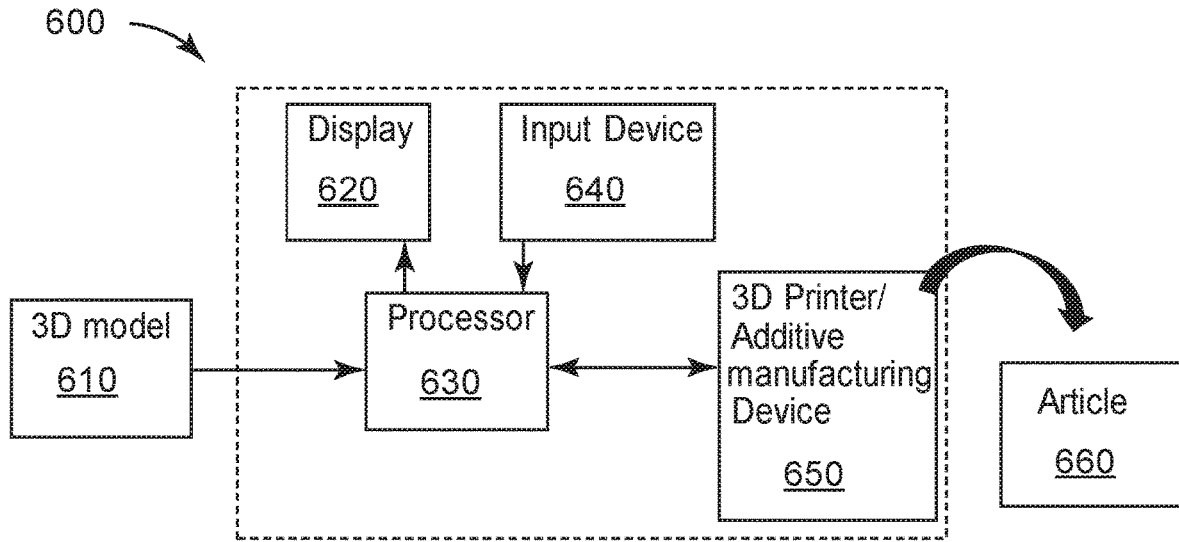 600
Display
620
Input Device
640
3D model
610
Processor
630
3D Printer/
Additive
manufacturing
Device
650
Article
660